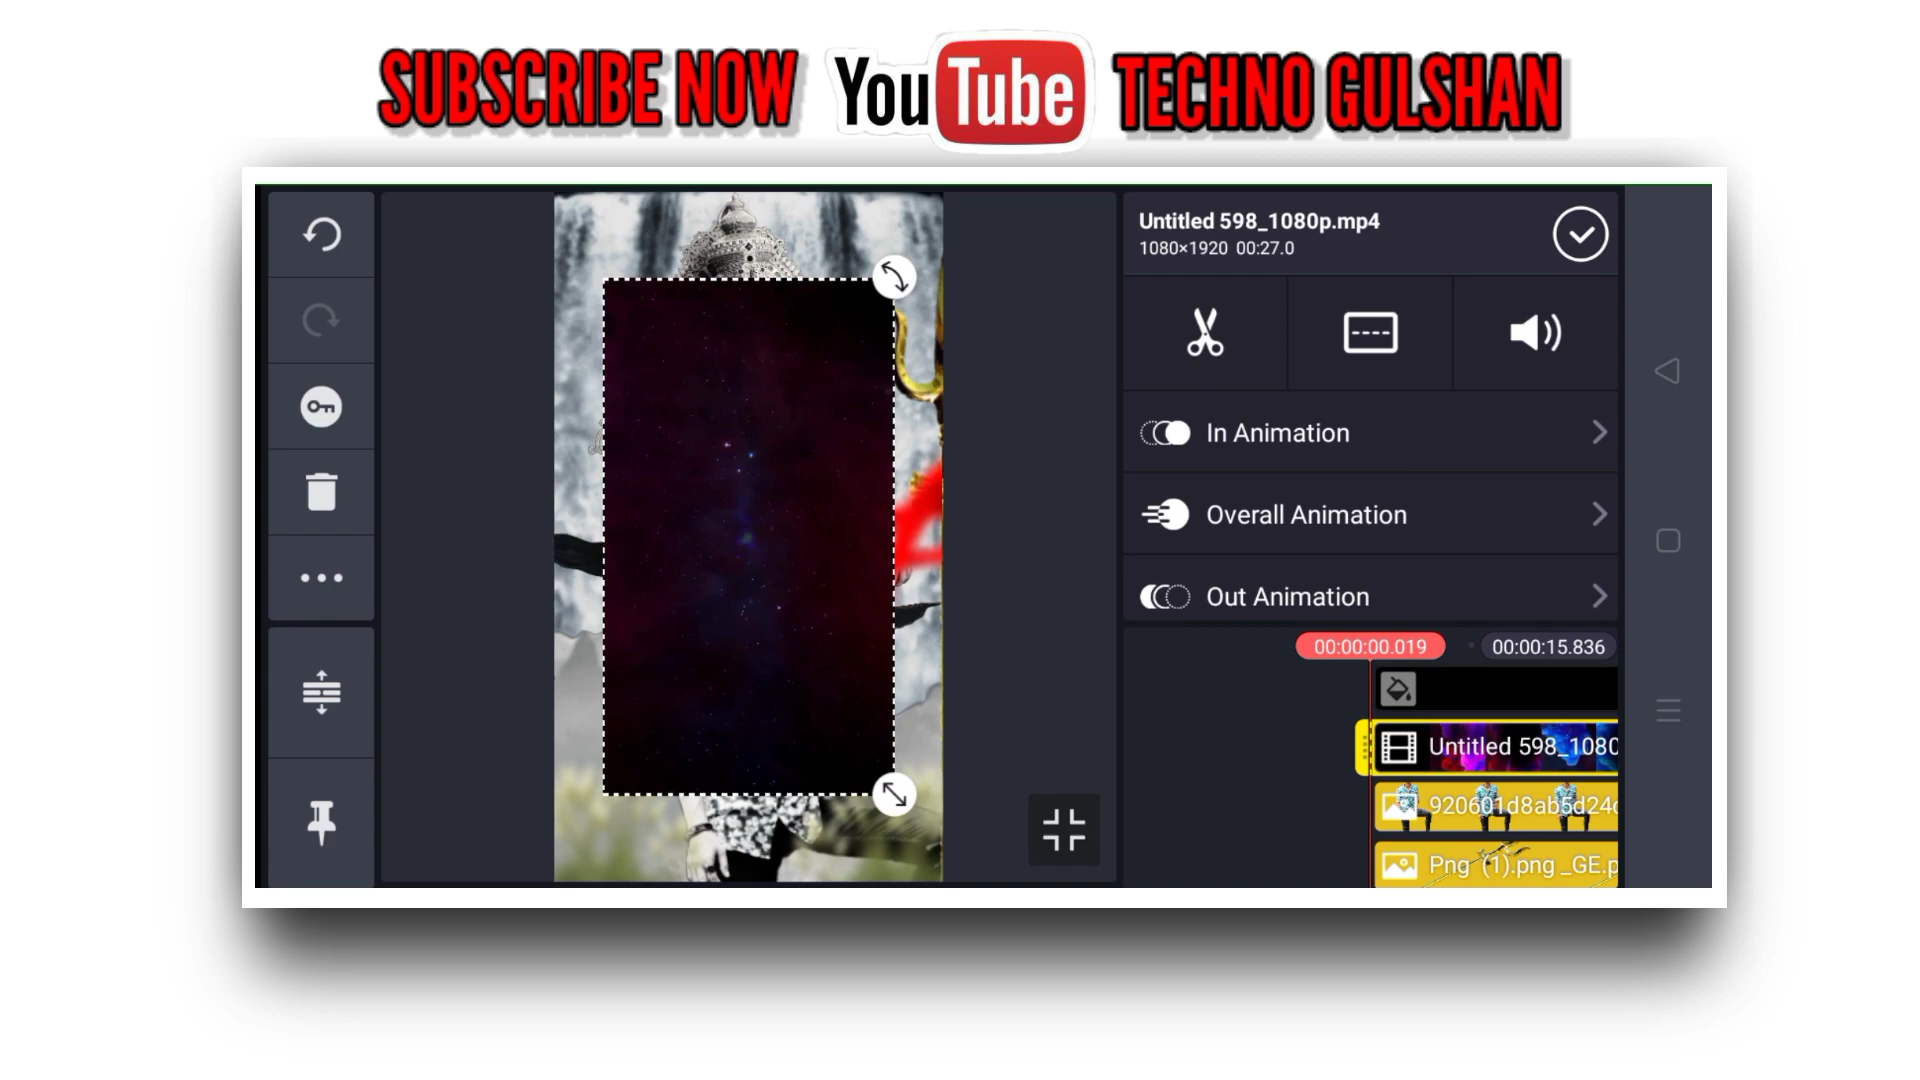 SUBSCRIBE NOW YouTube TECHNO GULSHAN
Untitled 598_1080p.mp4
1080×1920 00:27.0
In Animation
Overall Animation
Out Animation
00:00:00.019 00:00:15.836
Untitled 598_1080
920601d8ab5d24c
Png (1).png _GE.p